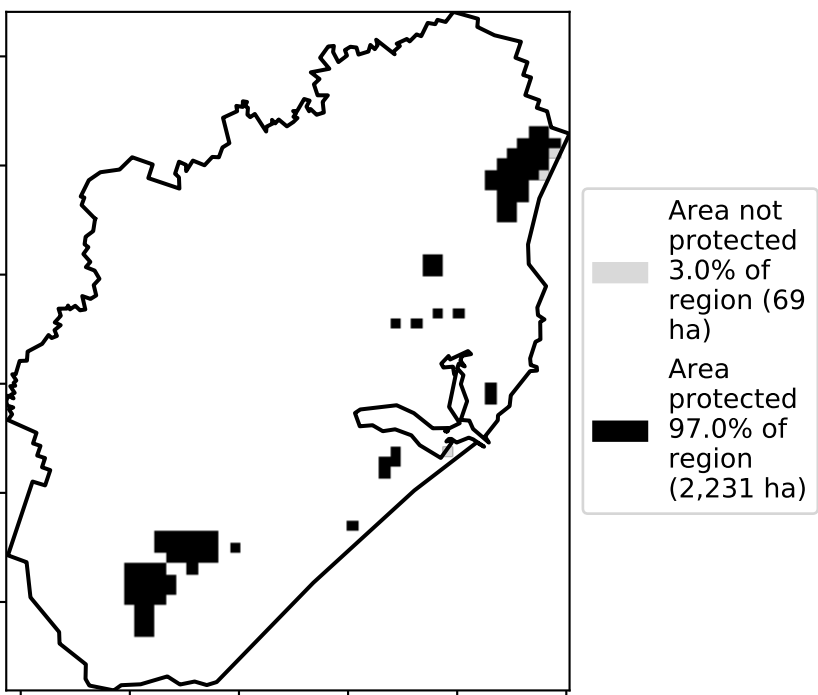 Area not
protected
3.0% of
region (69
ha)
Area
protected
97.0% of
region
(2,231 ha)